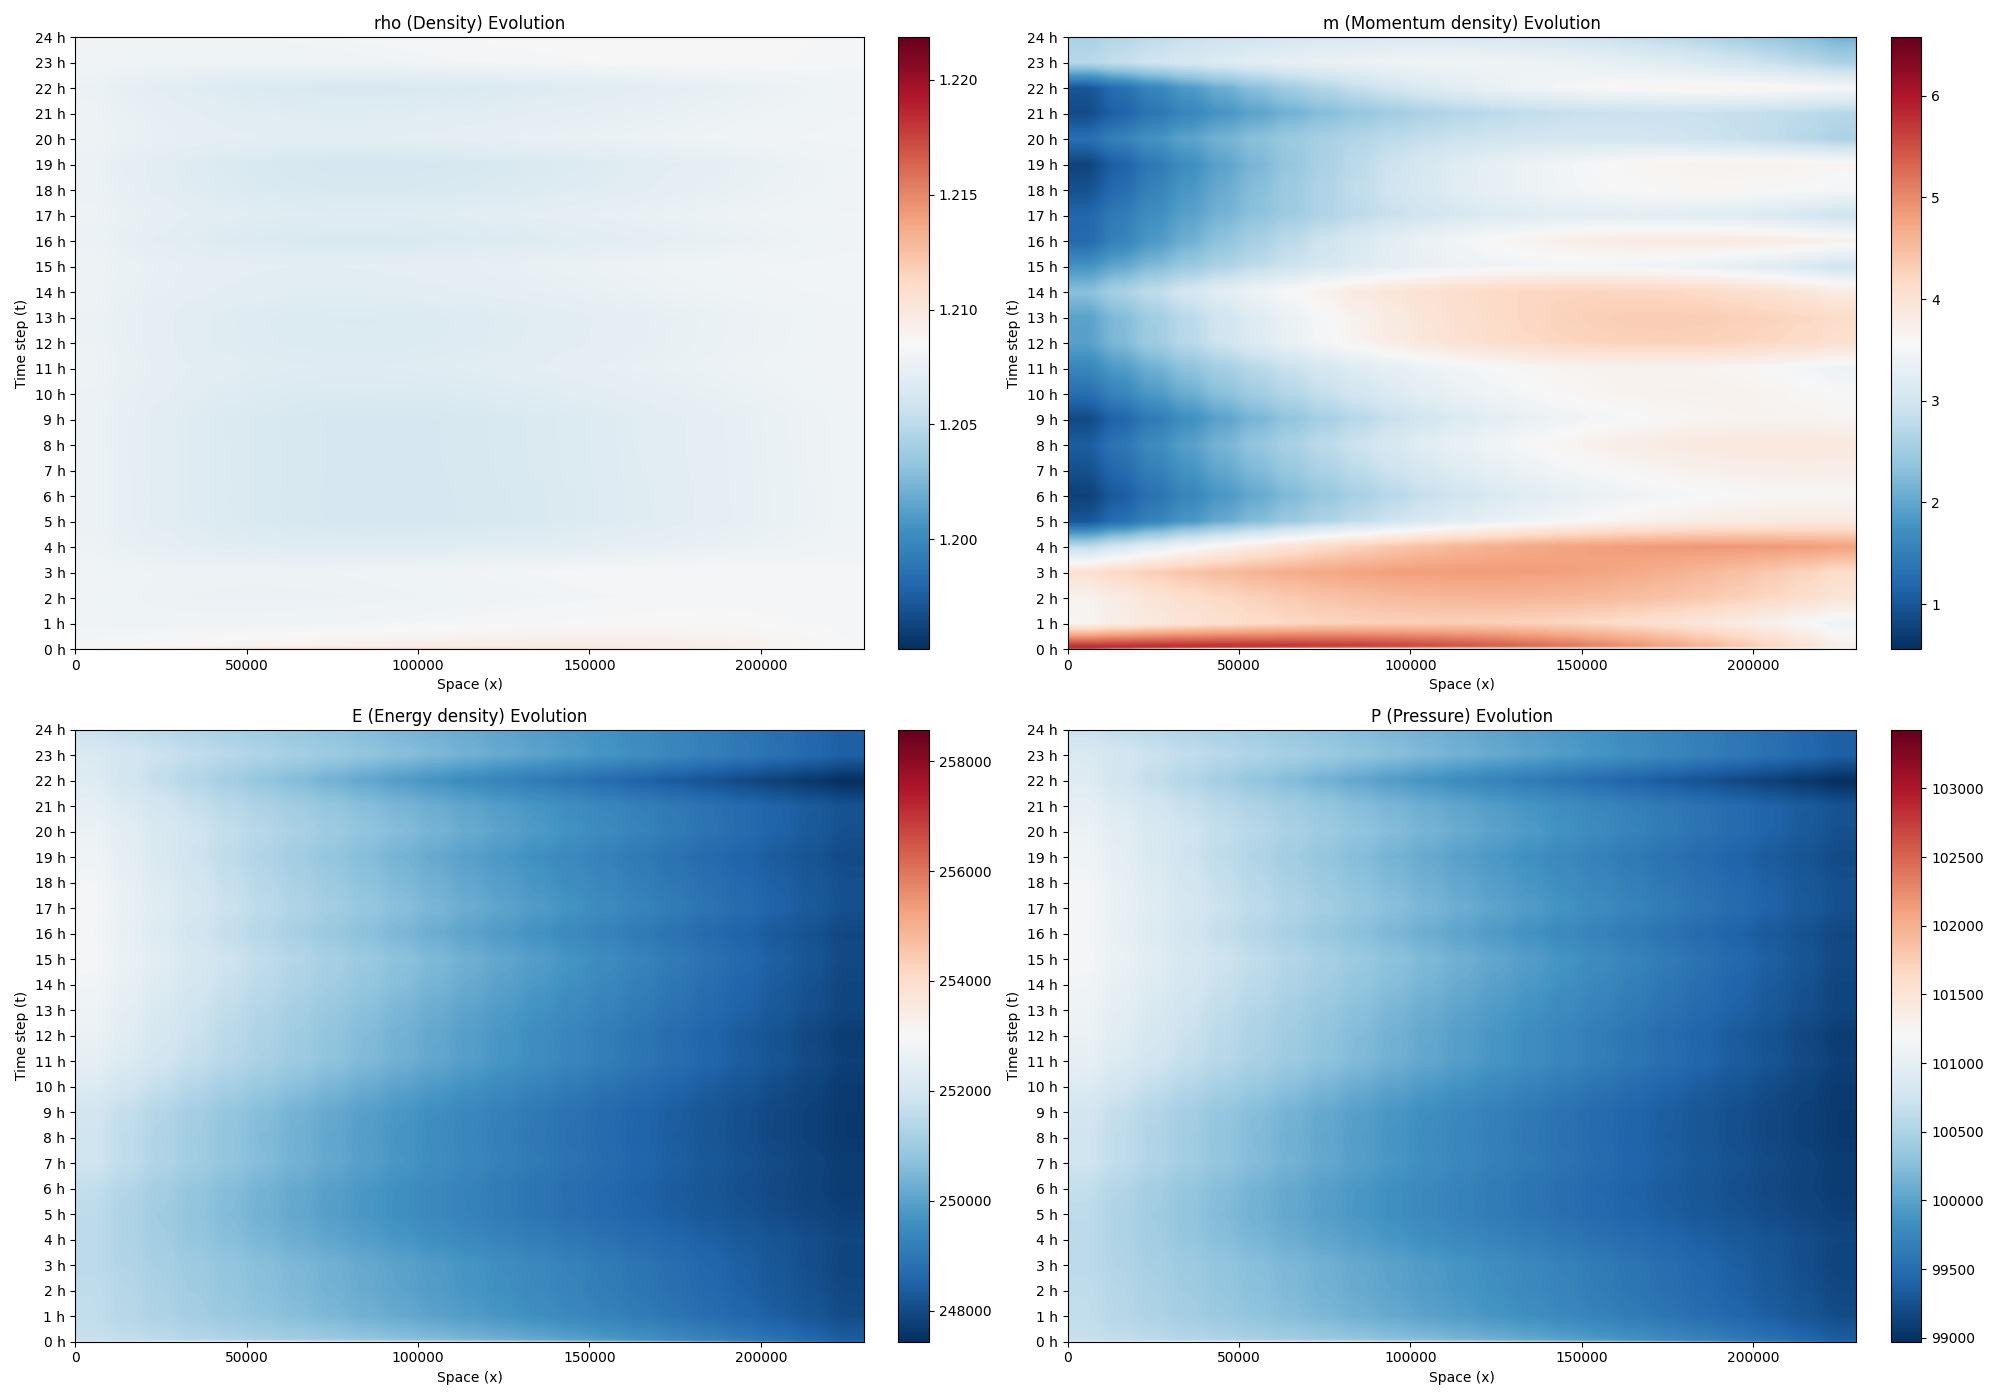 rho (Density) Evolution
Time step (t)
24 h
23 h
22 h
21 h
20 h
19 h
18 h
17 h
16 h
15 h
14 h
13 h
12 h
11 h
10 h
9 h
8 h
7 h
6 h
5 h
4 h
3 h
2 h
1 h
0 h
0 50000 100000 150000 200000
Space (x)
1.220
1.215
1.210
1.205
1.200
m (Momentum density) Evolution
Time step (t)
24 h
23 h
22 h
21 h
20 h
19 h
18 h
17 h
16 h
15 h
14 h
13 h
12 h
11 h
10 h
9 h
8 h
7 h
6 h
5 h
4 h
3 h
2 h
1 h
0 h
0 50000 100000 150000 200000
Space (x)
6
5
4
3
2
1
E (Energy density) Evolution
Time step (t)
24 h
23 h
22 h
21 h
20 h
19 h
18 h
17 h
16 h
15 h
14 h
13 h
12 h
11 h
10 h
9 h
8 h
7 h
6 h
5 h
4 h
3 h
2 h
1 h
0 h
0 50000 100000 150000 200000
Space (x)
258000
256000
254000
252000
250000
248000
P (Pressure) Evolution
Time step (t)
24 h
23 h
22 h
21 h
20 h
19 h
18 h
17 h
16 h
15 h
14 h
13 h
12 h
11 h
10 h
9 h
8 h
7 h
6 h
5 h
4 h
3 h
2 h
1 h
0 h
0 50000 100000 150000 200000
Space (x)
103000
102500
102000
101500
101000
100500
100000
99500
99000